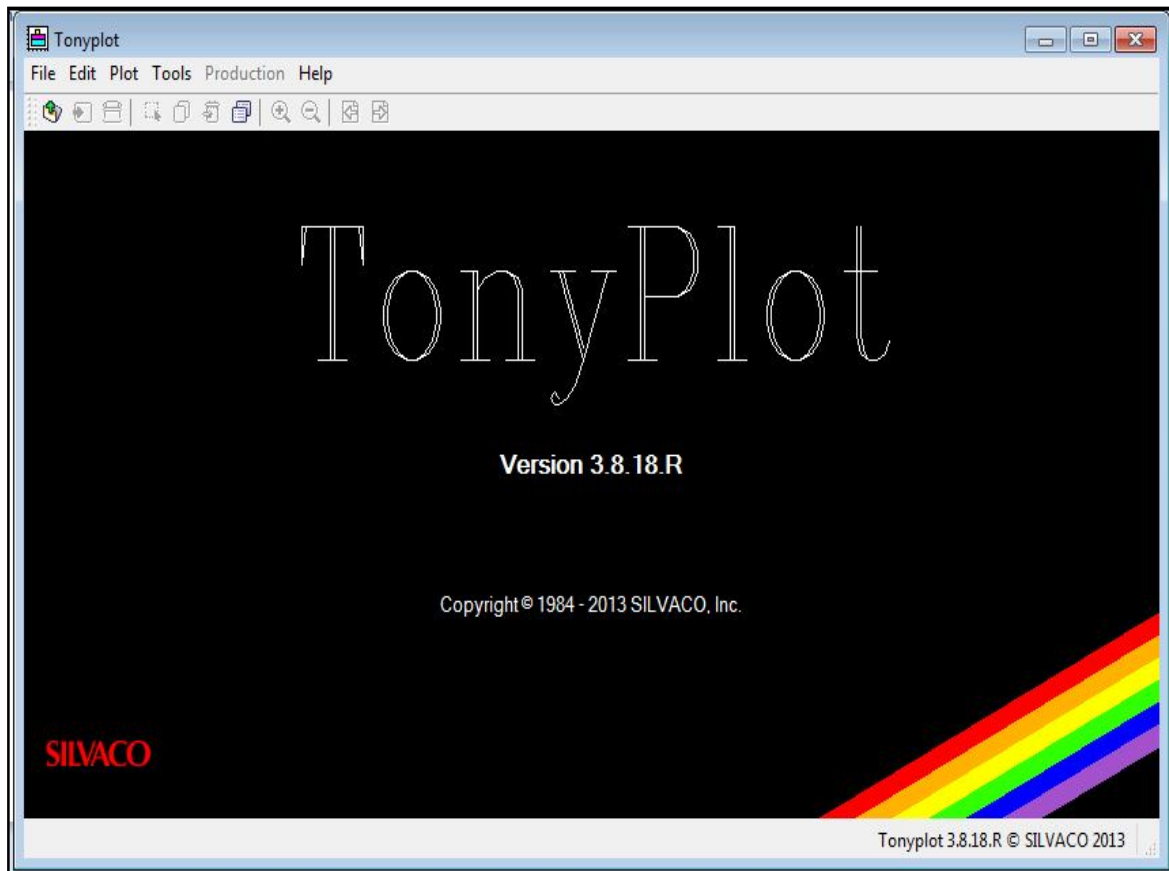 Tonyplot
File Edit Plot Tools Production Help
TonyPlot
Version 3.8.18.R
Copyright © 1984 - 2013 SILVACO, Inc.
SILVACO
Tonyplot 3.8.18.R © SILVACO 2013